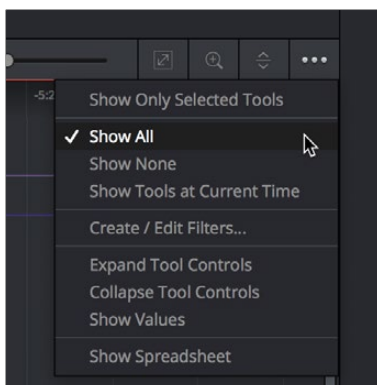 -5:2
Show Only Selected Tools
Show All
Show None
Show Tools at Current Time
Create / Edit Filters...
Expand Tool Controls
Collapse Tool Controls
Show Values
Show Spreadsheet